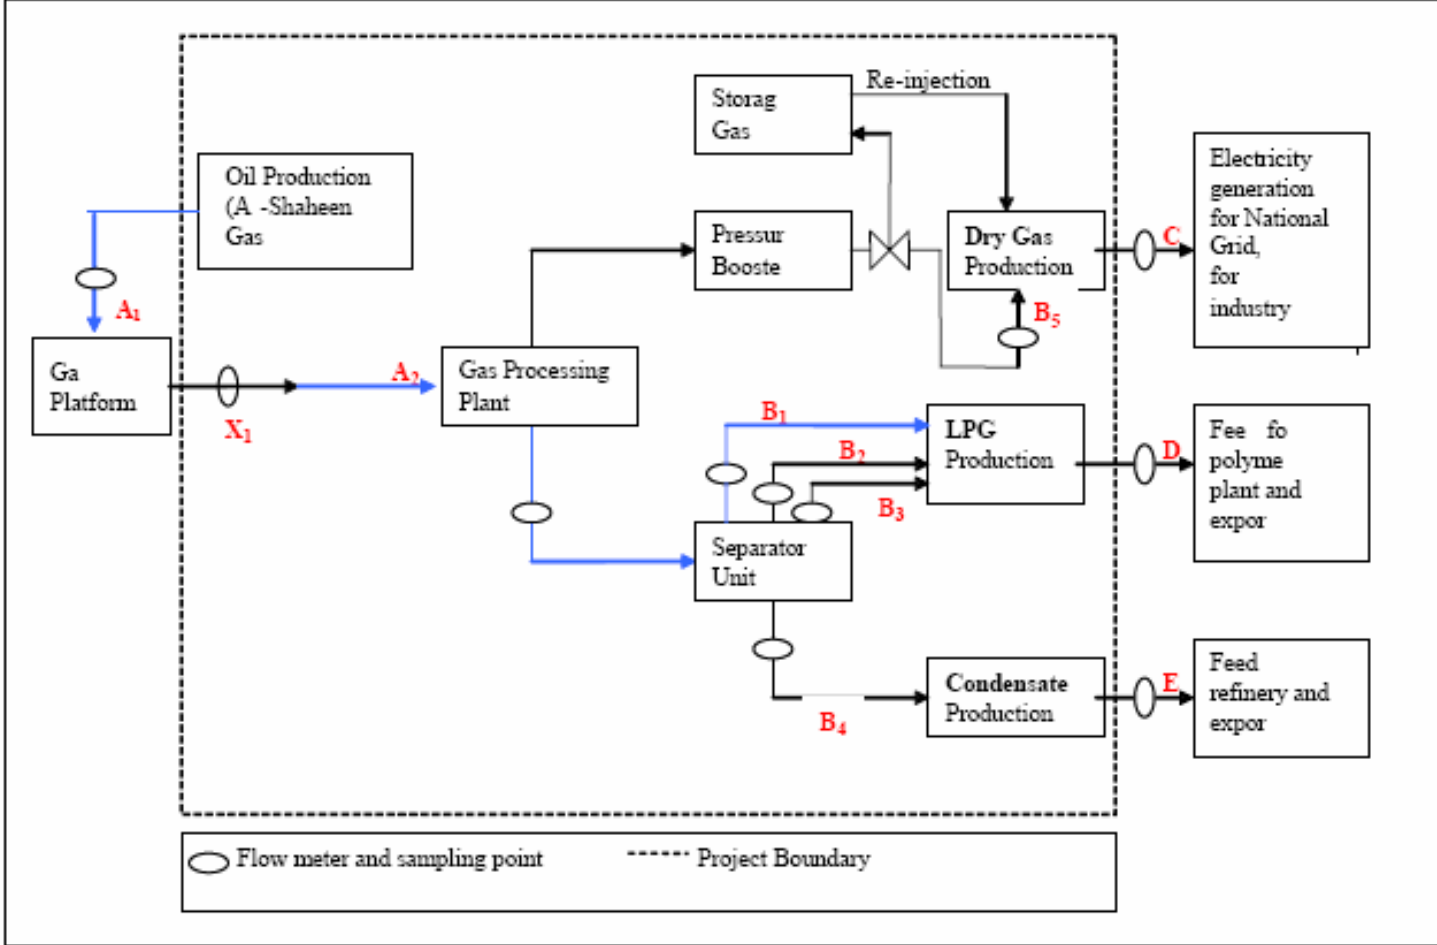 Re-injection
Storag
Gas
Oil Production
(A -Shaheen
Gas
Electricity
generation
for National
Grid,
for
industry
Pressur
Booste
Dry Gas
Production
C
A1
B5
Ga
Platform
X1
A2
Gas Processing
Plant
B1
B2
B3
LPG
Production
D
Fee fo
polyme
plant and
expor
Separator
Unit
B4
Condensate
Production
E
Feed
refinery and
expor
Flow meter and sampling point
Project Boundary